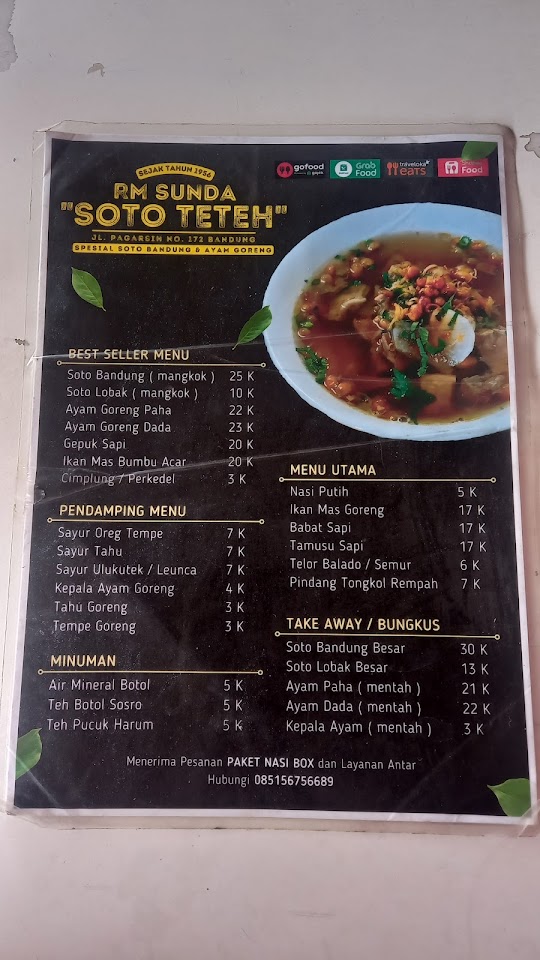 SEJAK TAHUN 1956
RM SUNDA
"SOTO TETEH"
JL. PAGARSIH NO. 172 BANDUNG
SPESIAL SOTO BANDUNG & AYAM GORENG
gofood
Grab Food
traveloka EATS
Food
BEST SELLER MENU
Soto Bandung ( mangkok ) 25 K
Soto Lobak ( mangkok ) 10 K
Ayam Goreng Paha 22 K
Ayam Goreng Dada 23 K
Gepuk Sapi 20 K
Ikan Mas Bumbu Acar 20 K
Cimplung / Perkedel 3 K
PENDAMPING MENU
Sayur Oreg Tempe 7 K
Sayur Tahu 7 K
Sayur Ulukutek / Leunca 7 K
Kepala Ayam Goreng 4 K
Tahu Goreng 3 K
Tempe Goreng 3 K
MINUMAN
Air Mineral Botol 5 K
Teh Botol Sosro 5 K
Teh Pucuk Harum 5 K
MENU UTAMA
Nasi Putih 5 K
Ikan Mas Goreng 17 K
Babat Sapi 17 K
Tamusu Sapi 17 K
Telor Balado / Semur 6 K
Pindang Tongkol Rempah 7 K
TAKE AWAY / BUNGKUS
Soto Bandung Besar 30 K
Soto Lobak Besar 13 K
Ayam Paha ( mentah ) 21 K
Ayam Dada ( mentah ) 22 K
Kepala Ayam ( mentah ) 3 K
Menerima Pesanan PAKET NASI BOX dan Layanan Antar
Hubungi 085156756689